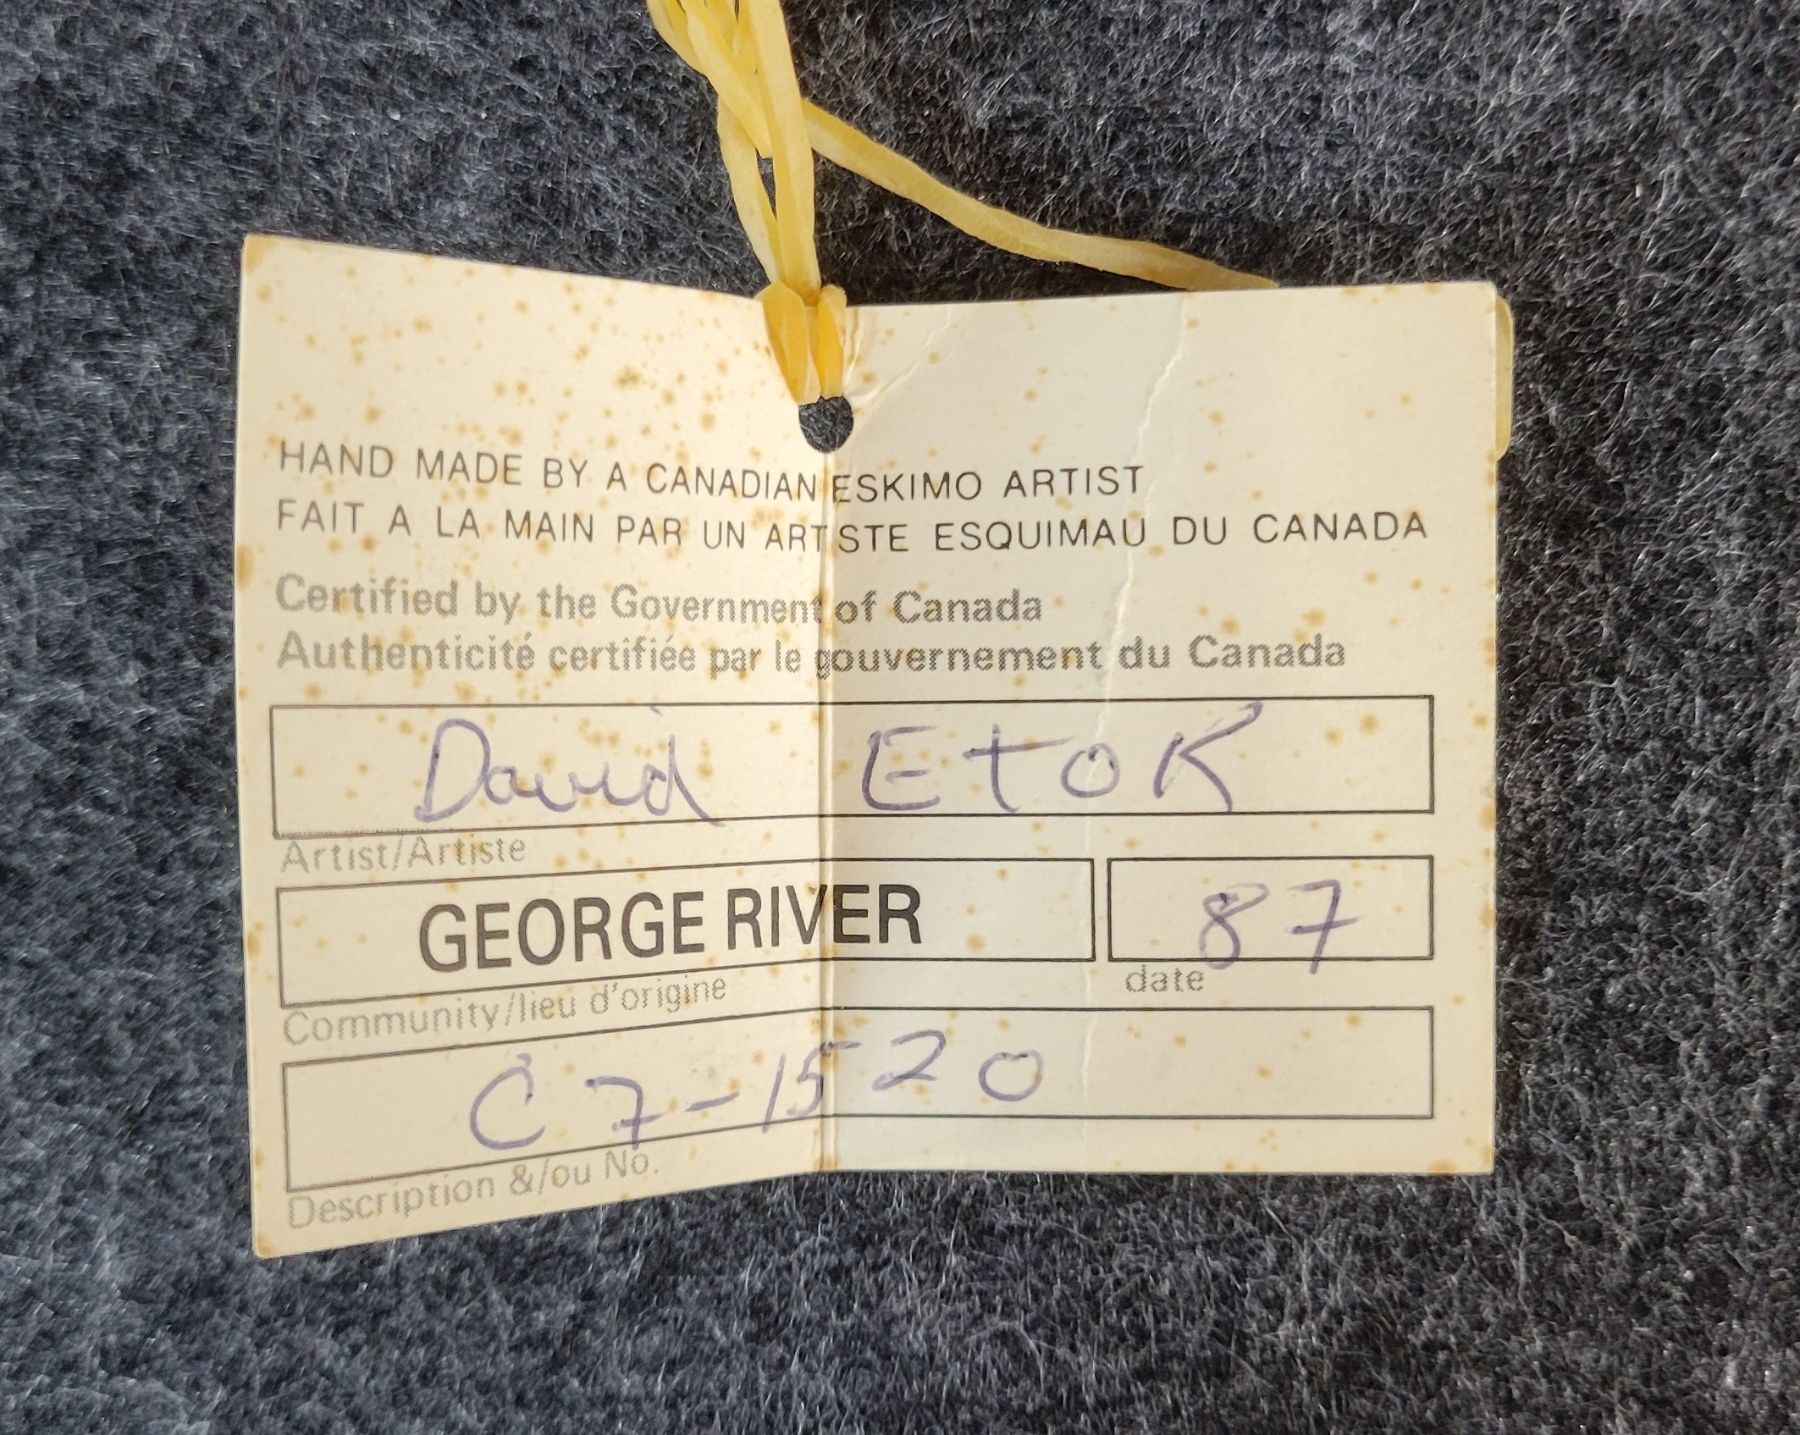 HAND MADE BY A CANADIAN ESKIMO ARTIST
FAIT A LA MAIN PAR UN ARTISTE ESQUIMAU DU CANADA
Certified by the Government of Canada
Authenticité certifiée par le gouvernement du Canada
David Etok
Artist/Artiste
GEORGE RIVER 87
Community/lieu d'origine date
C7-1520
Description &/ou No.